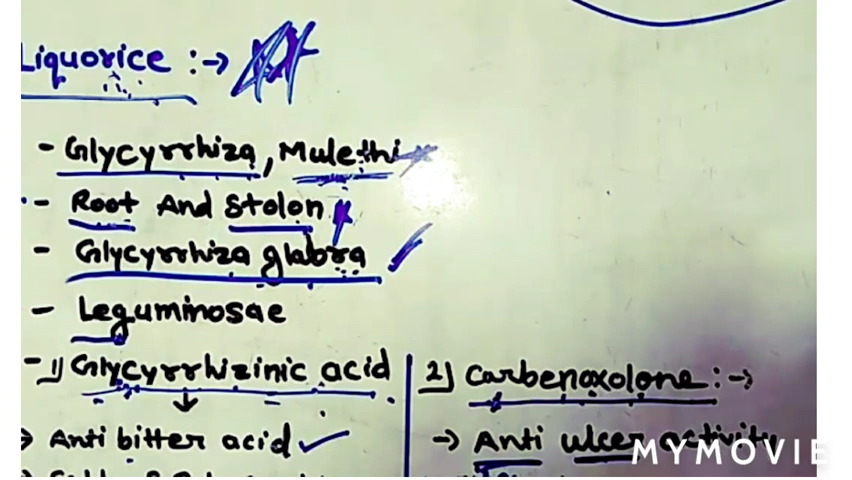 Liquorice :→
- Glycyrrhiza, Mulethi
- Root And Stolon
- Glycyrrhiza glabra
- Leguminosae
- 1) Glycyrrhizinic acid
→ Anti bitter acid
2) Carbenoxolone :→
→ Anti ulcer activity
MYMOVIE